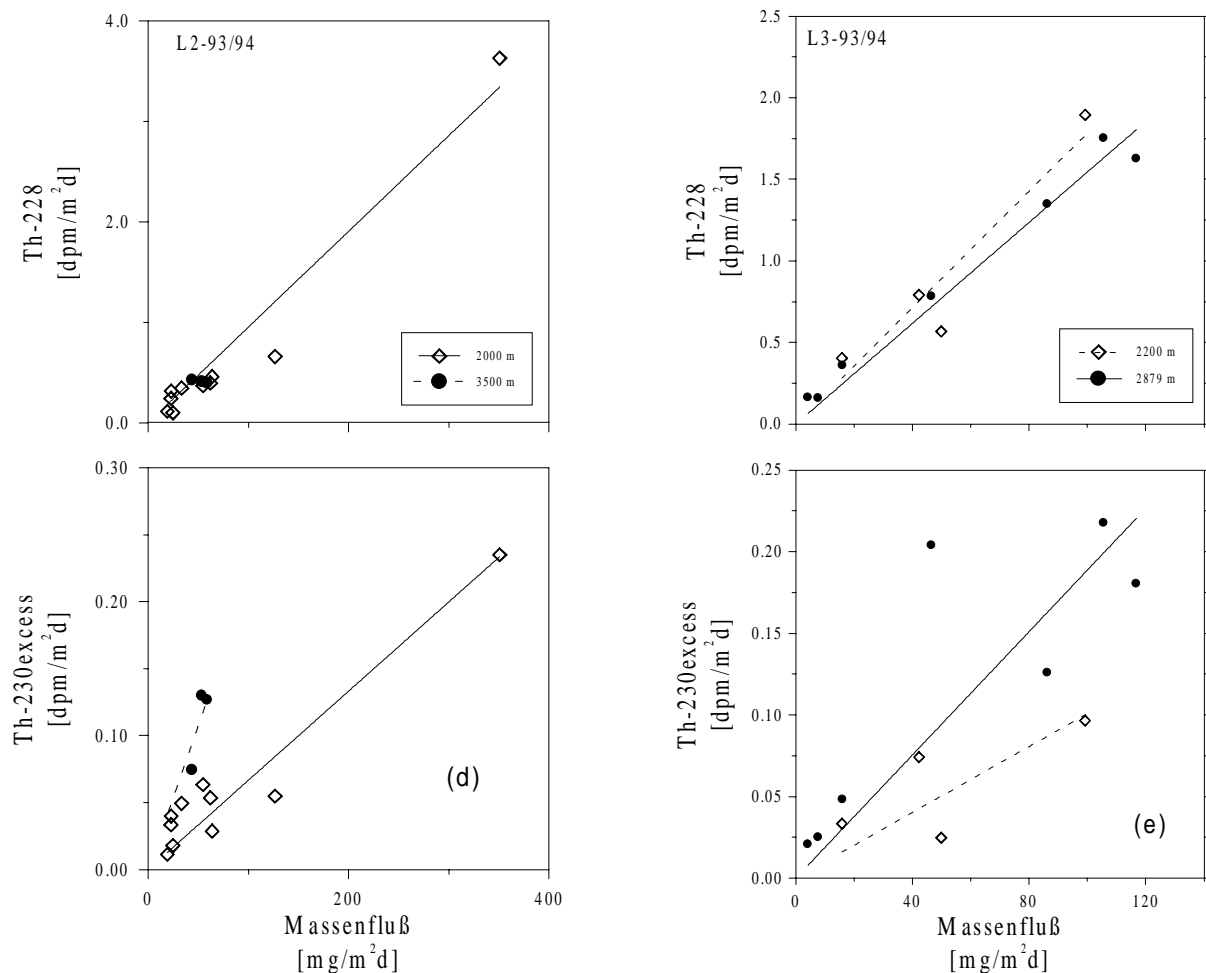 L2-93/94
4.0
2.0
0.0
Th-228
[dpm/m²d]
2000 m
3500 m
L3-93/94
2.5
2.0
1.5
1.0
0.5
0.0
Th-228
[dpm/m²d]
2200 m
2879 m
0.30
0.20
0.10
0.00
Th-230excess
[dpm/m²d]
(d)
0
200
400
Massenfluß
[mg/m²d]
0.25
0.20
0.15
0.10
0.05
0.00
Th-230excess
[dpm/m²d]
(e)
0
40
80
120
Massenfluß
[mg/m²d]